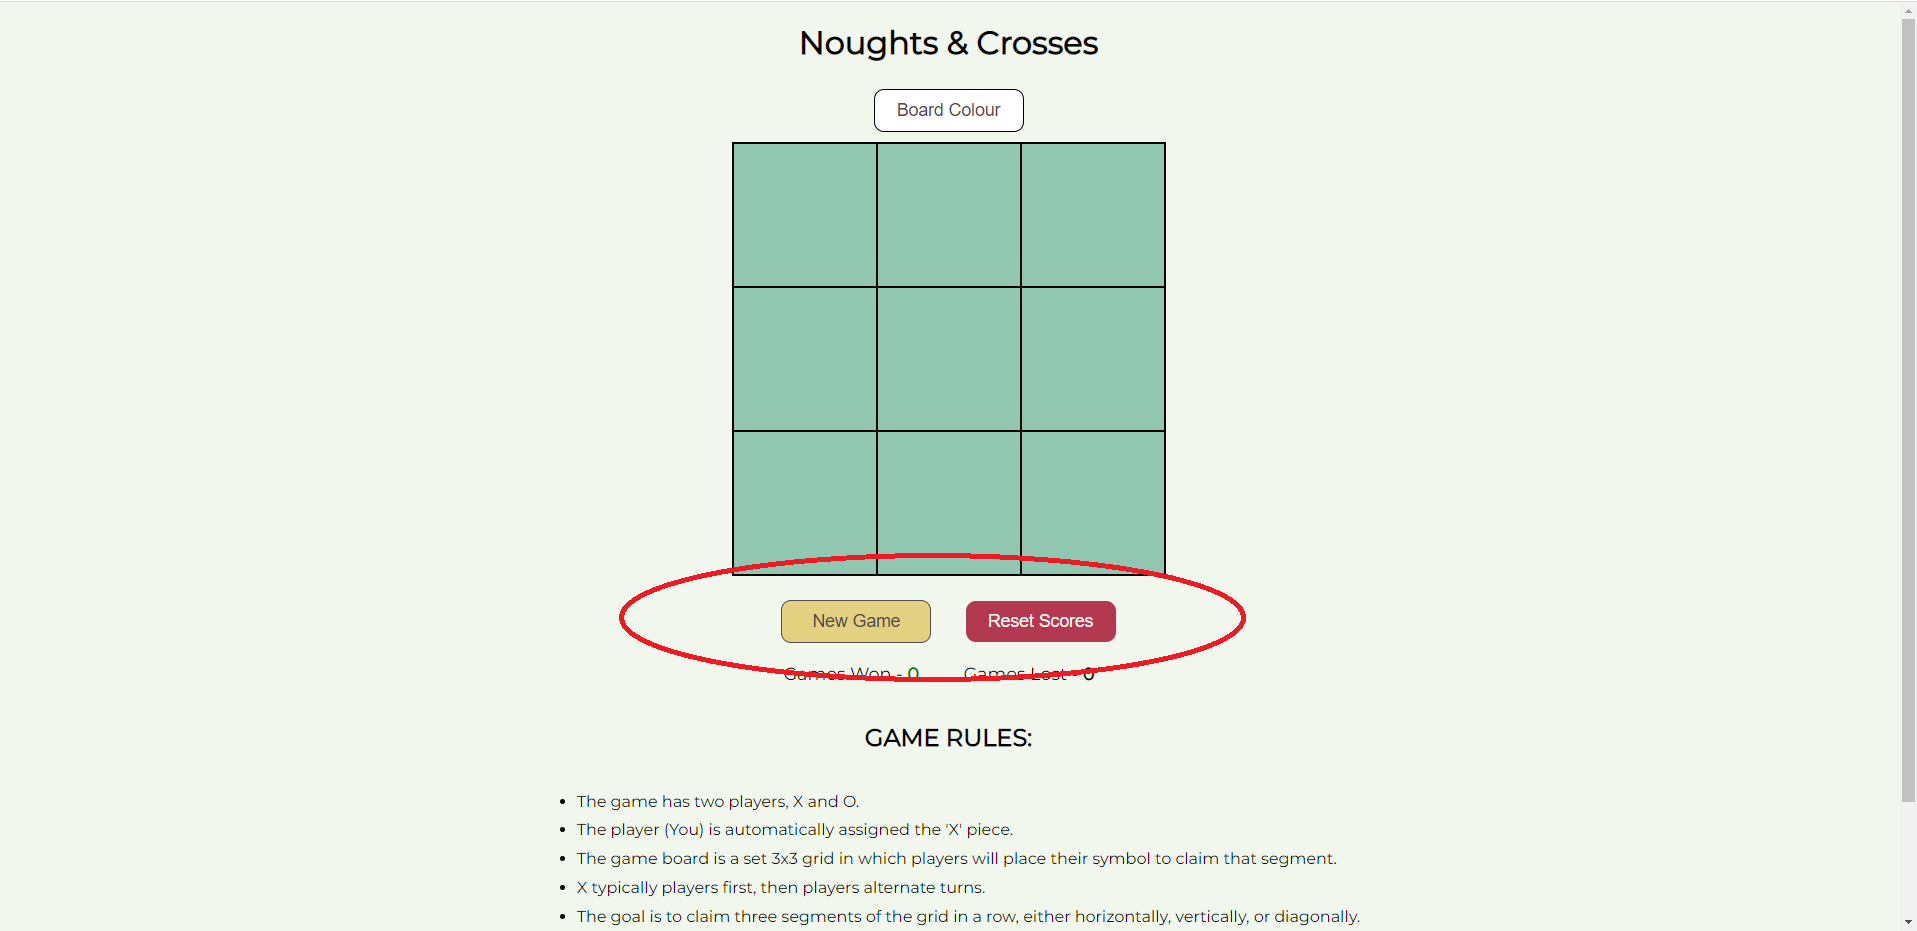 Noughts & Crosses
Board Colour
New Game Reset Scores
Games Won - 0 Games Lost - 0
GAME RULES:
• The game has two players, X and O.
• The player (You) is automatically assigned the 'X' piece.
• The game board is a set 3x3 grid in which players will place their symbol to claim that segment.
• X typically players first, then players alternate turns.
• The goal is to claim three segments of the grid in a row, either horizontally, vertically, or diagonally.